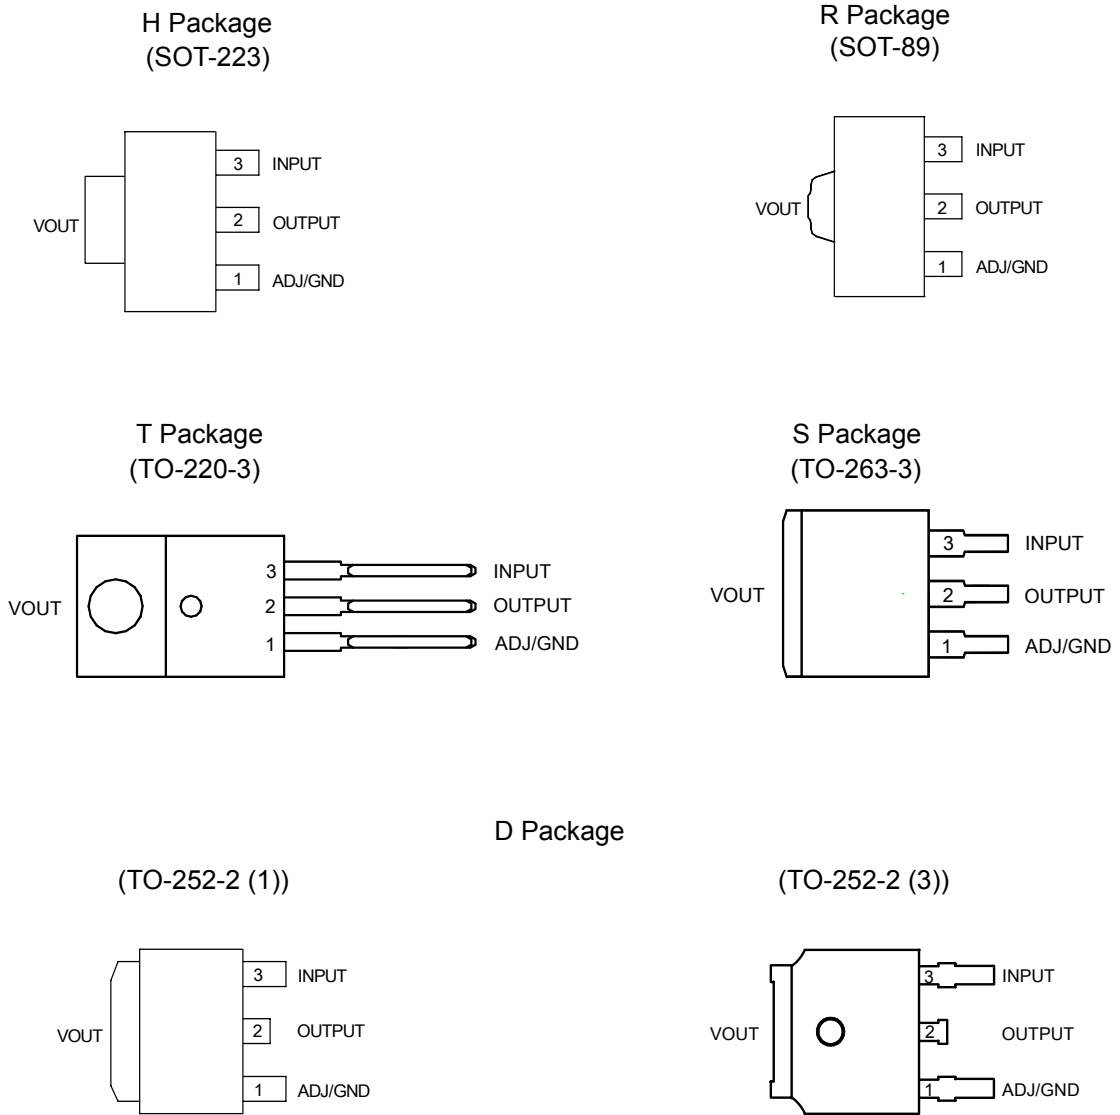 H Package
(SOT-223)
3 INPUT
VOUT
2 OUTPUT
1 ADJ/GND
R Package
(SOT-89)
3 INPUT
VOUT
2 OUTPUT
1 ADJ/GND
T Package
(TO-220-3)
3 INPUT
VOUT
2 OUTPUT
1 ADJ/GND
S Package
(TO-263-3)
3 INPUT
VOUT
2 OUTPUT
1 ADJ/GND
D Package
(TO-252-2 (1))
3 INPUT
VOUT
2 OUTPUT
1 ADJ/GND
(TO-252-2 (3))
3 INPUT
VOUT
2 OUTPUT
1 ADJ/GND